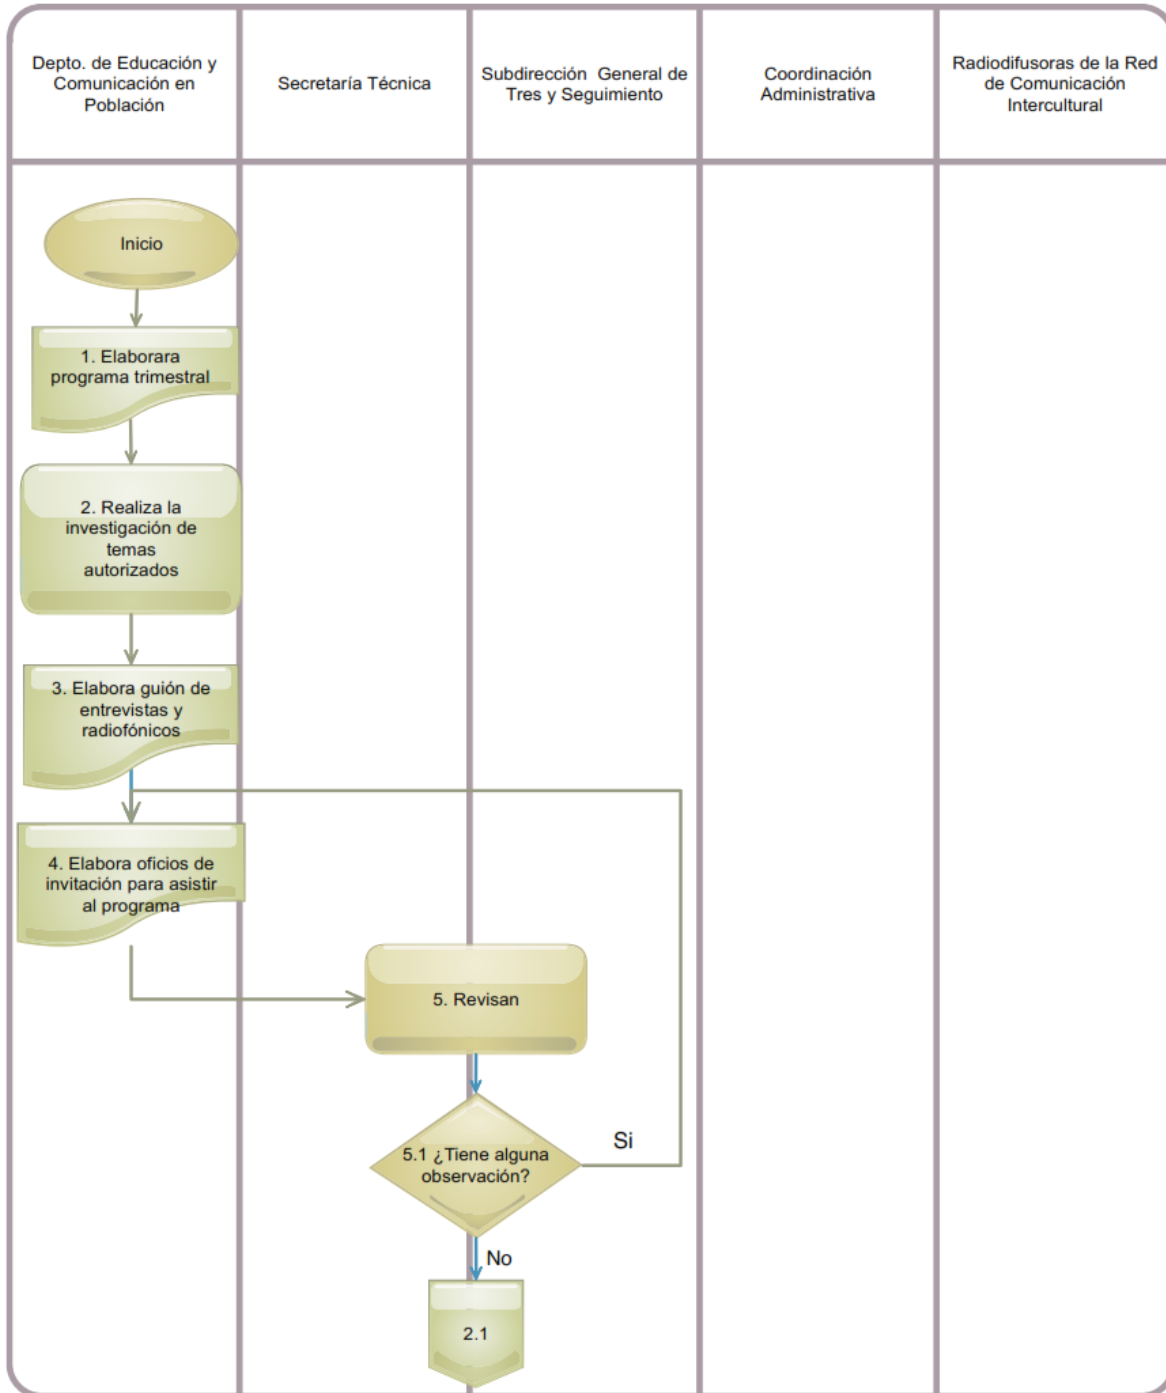 Depto. de Educación y
Comunicación en
Población
Secretaría Técnica
Subdirección General de
Tres y Seguimiento
Coordinación
Administrativa
Radiodifusoras de la Red
de Comunicación
Intercultural
Inicio
1. Elaborara
programa trimestral
2. Realiza la
investigación de
temas
autorizados
3. Elabora guión de
entrevistas y
radiofónicos
4. Elabora oficios de
invitación para asistir
al programa
5. Revisan
5.1 ¿Tiene alguna
observación?
Si
No
2.1